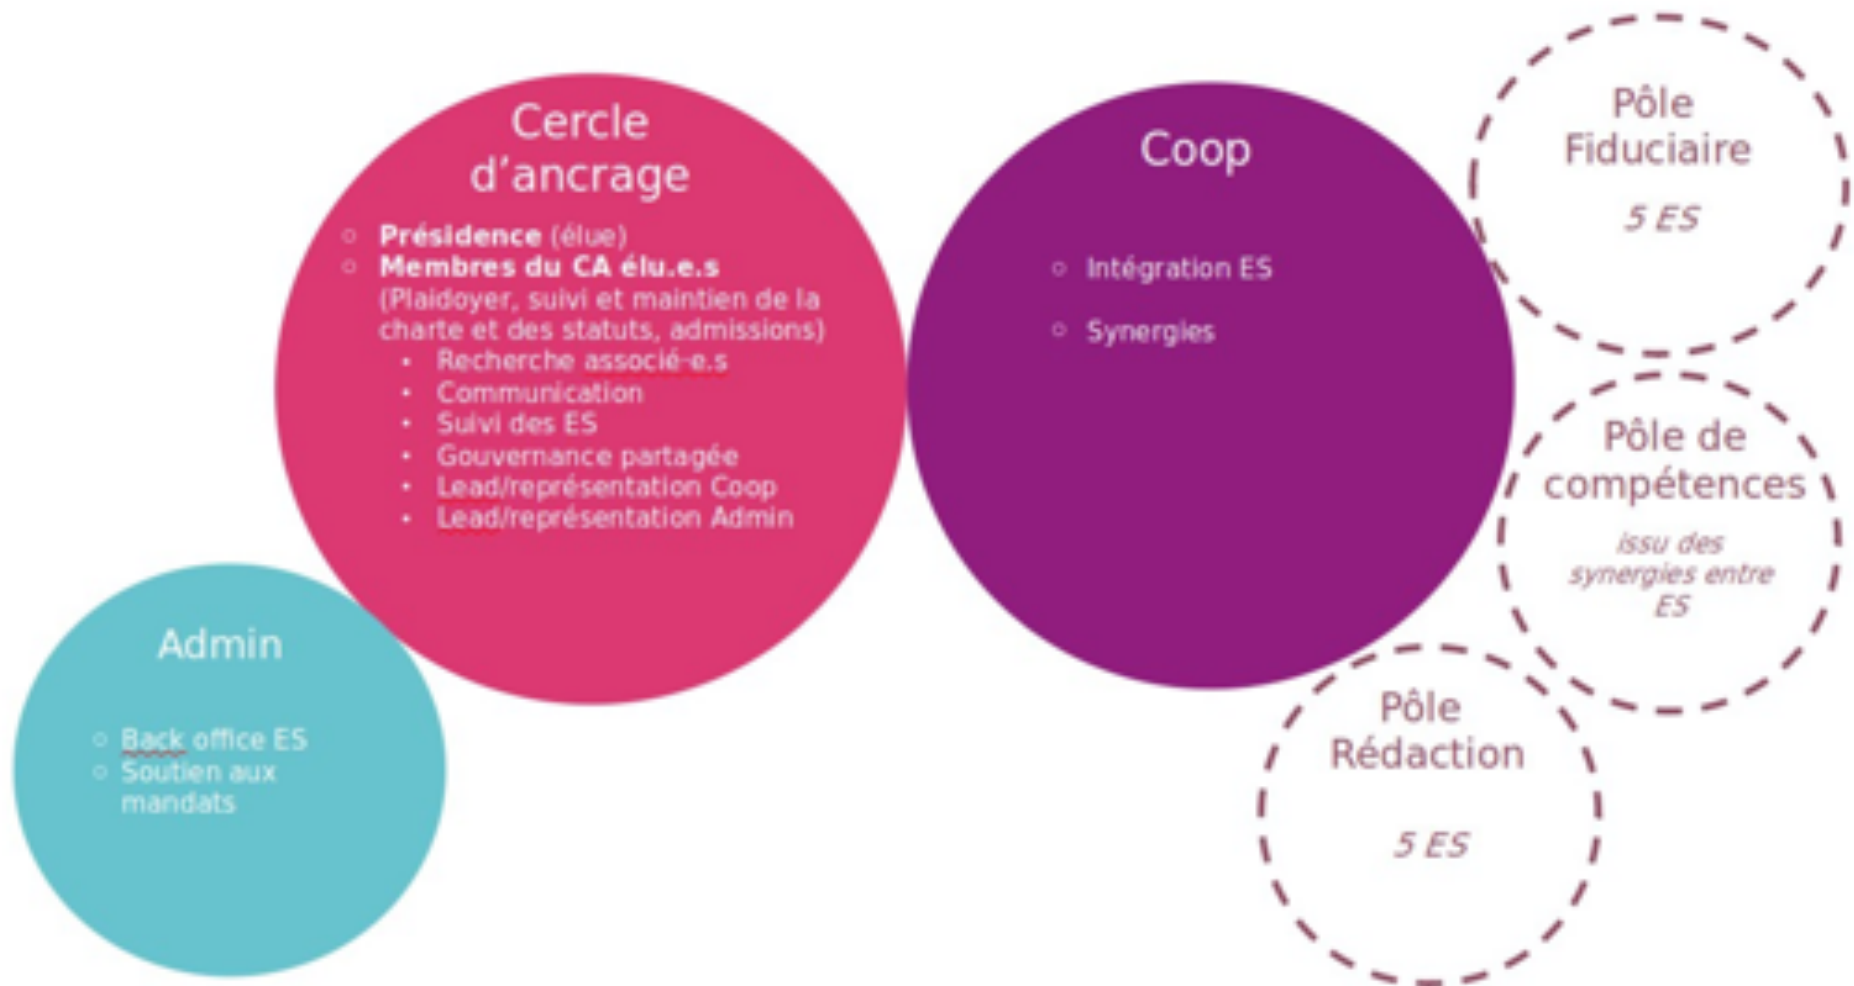 Cercle
d’ancrage
○ Présidence (élue)
○ Membres du CA élu.e.s
(Plaidoyer, suivi et maintien de la
charte et des statuts, admissions)
• Recherche associé-e.s
• Communication
• Suivi des ES
• Gouvernance partagée
• Lead/représentation Coop
• Lead/représentation Admin
Admin
○ Back office ES
○ Soutien aux
mandats
Coop
○ Intégration ES
○ Synergies
Pôle
Fiduciaire
5 ES
Pôle de
compétences
issu des
synergies entre
ES
Pôle
Rédaction
5 ES